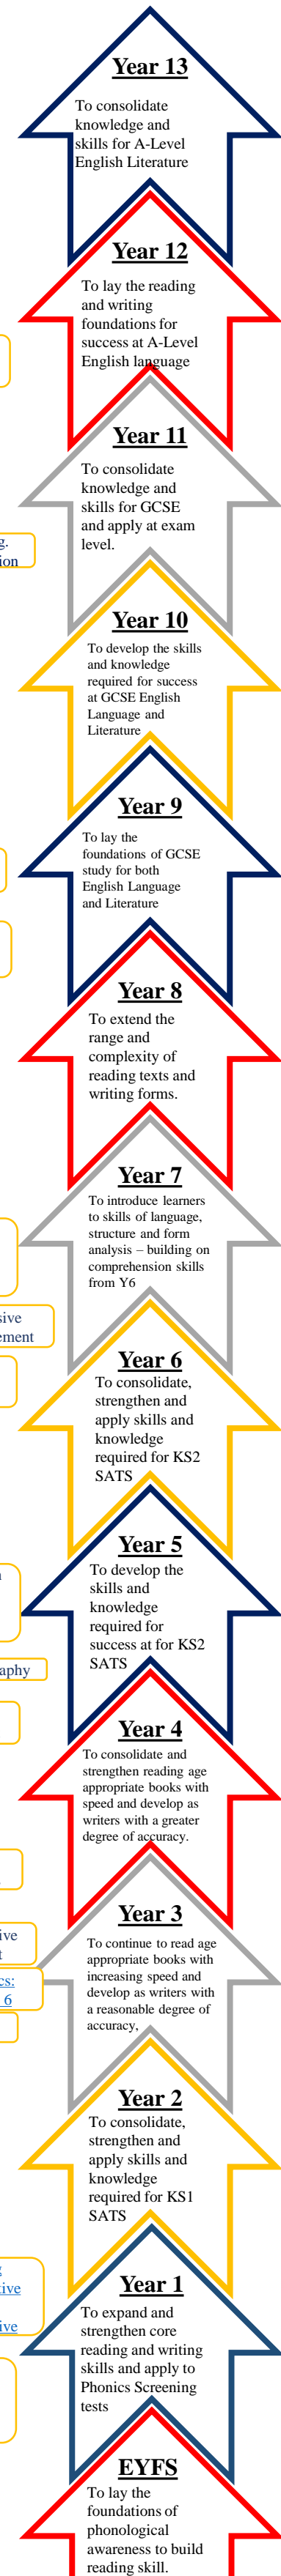 Year 13
To consolidate
knowledge and
skills for A-Level
English Literature
Year 12
To lay the reading
and writing
foundations for
success at A-Level
English language
Year 11
To consolidate
knowledge and
skills for GCSE
and apply at exam
level.
g.
ion
Year 10
To develop the skills
and knowledge
required for success
at GCSE English
Language and
Literature
Year 9
To lay the
foundations of GCSE
study for both
English Language
and Literature
Year 8
To extend the
range and
complexity of
reading texts and
writing forms.
Year 7
To introduce learners
to skills of language,
structure and form
analysis – building on
comprehension skills
from Y6
sive
ement
Year 6
To consolidate,
strengthen and
apply skills and
knowledge
required for KS2
SATS
Year 5
To develop the
skills and
knowledge
required for
success at for KS2
SATS
aphy
Year 4
To consolidate and
strengthen reading age
appropriate books with
speed and develop as
writers with a greater
degree of accuracy.
Year 3
To continue to read age
appropriate books with
increasing speed and
develop as writers with
a reasonable degree of
accuracy,
ive
t
cs:
6
Year 2
To consolidate,
strengthen and
apply skills and
knowledge
required for KS1
SATS
Year 1
To expand and
strengthen core
reading and writing
skills and apply to
Phonics Screening
tests
tive
ive
EYFS
To lay the
foundations of
phonological
awareness to build
reading skill.